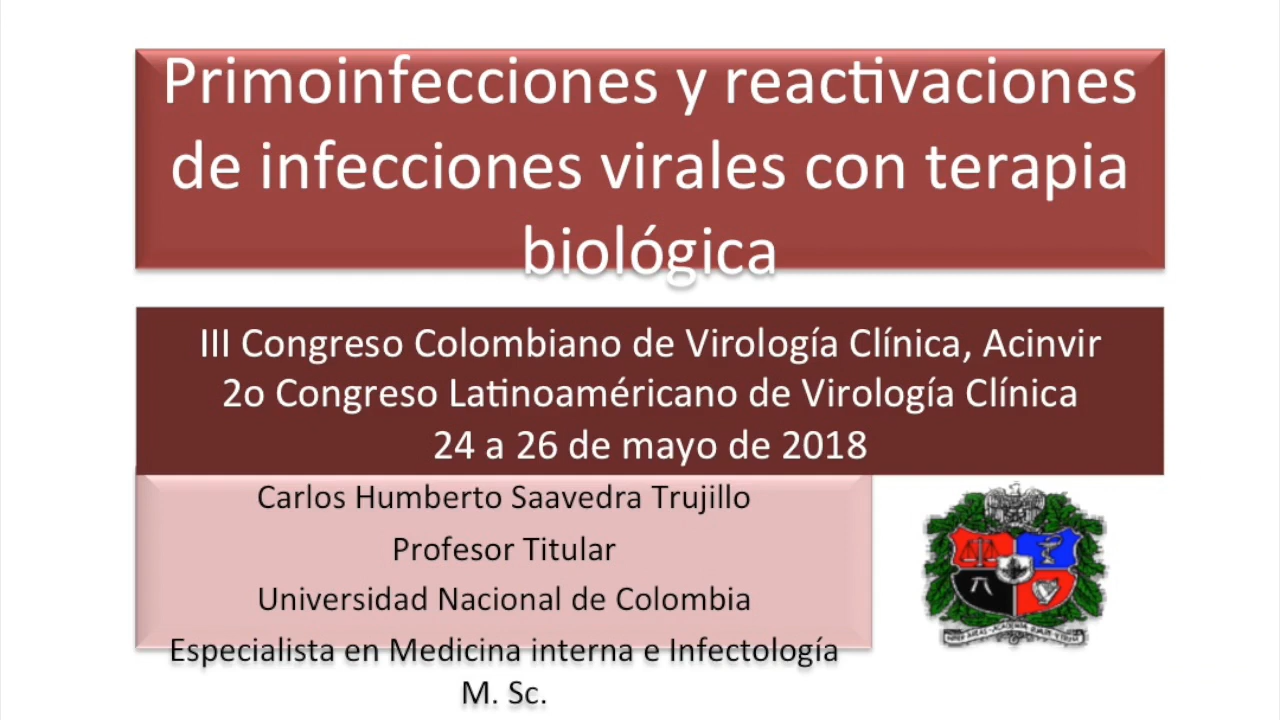 Primoinfecciones y reactivaciones
de infecciones virales con terapia
biológica
III Congreso Colombiano de Virología Clínica, Acinvir
2o Congreso Latinoaméricano de Virología Clínica
24 a 26 de mayo de 2018
Carlos Humberto Saavedra Trujillo
Profesor Titular
Universidad Nacional de Colombia
Especialista en Medicina interna e Infectología
M. Sc.